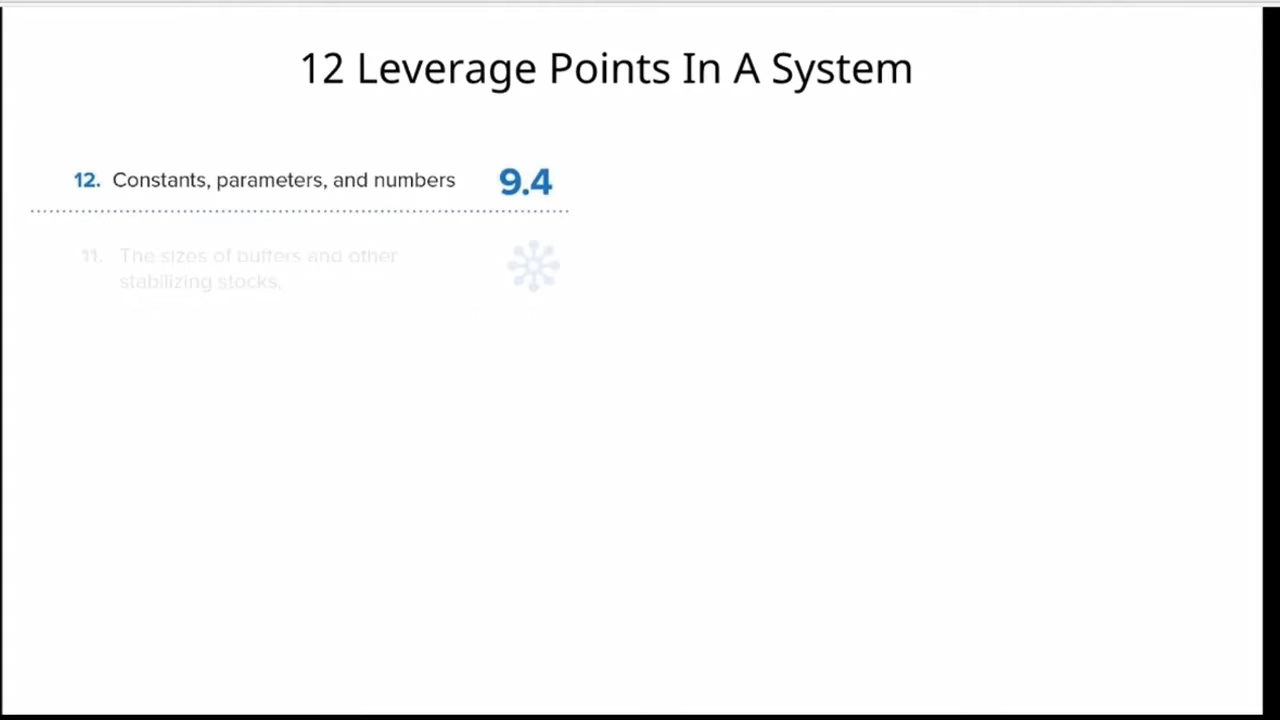 12 Leverage Points In A System
12. Constants, parameters, and numbers 9.4
11. The sizes of buffers and other
stabilizing stocks,